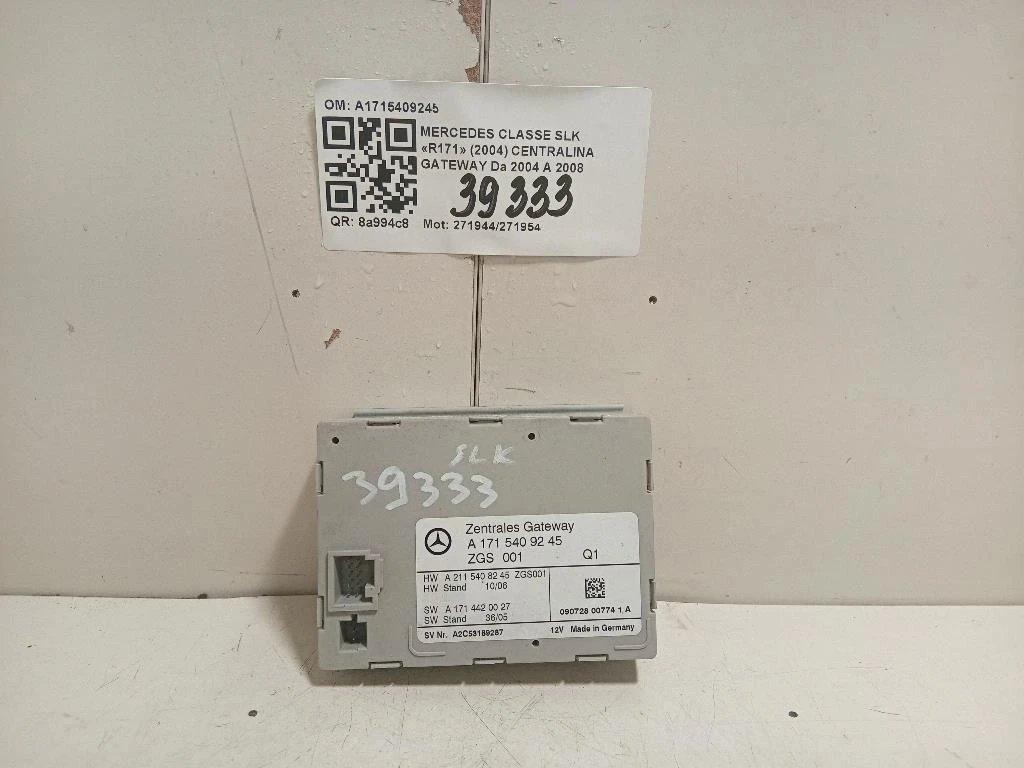 OM: A1715409245
MERCEDES CLASSE SLK
«R171» (2004) CENTRALINA
GATEWAY Da 2004 A 2008
39333
QR: 8a994c8
Mot: 271944/271954
SLK
39333
Zentrales Gateway
A 171 540 92 45
ZGS 001 Q1
HW A 211 540 82 45 ZGS001
HW Stand 10/06
SW A 171 442 00 27
SW Stand 36/05
090728 00774 1 A
SV Nr. A2C53189287 12V Made in Germany